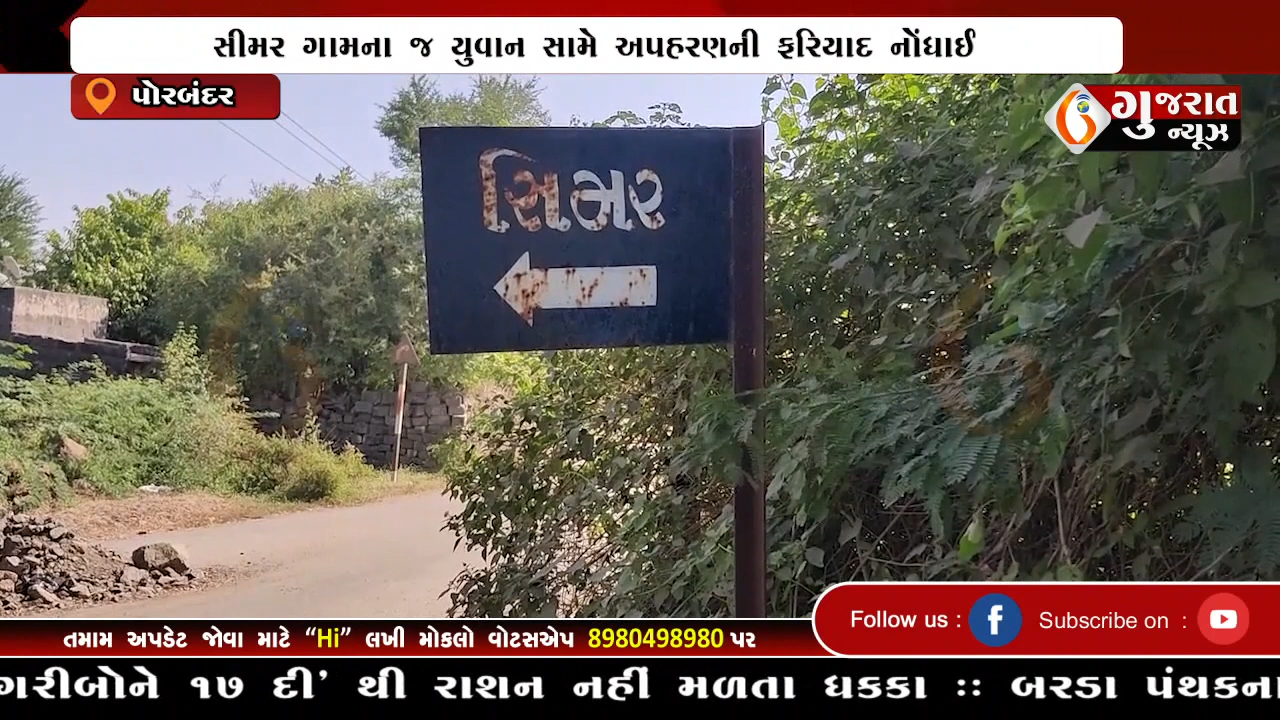 સીમર ગામના જ યુવાન સામે અપહરણની ફરિયાદ નોંધાઈ
પોરબંદર
ગુજરાત
ન્યૂઝ
સિમર
Follow us :
Subscribe on :
તમામ અપડેટ જોવા માટે “Hi” લખી મોકલો વોટસએપ 8980498980 પર
ગરીબોને ૧૭ દી' થી રાશન નહીં મળતા ધકકા :: બરડા પંથકના